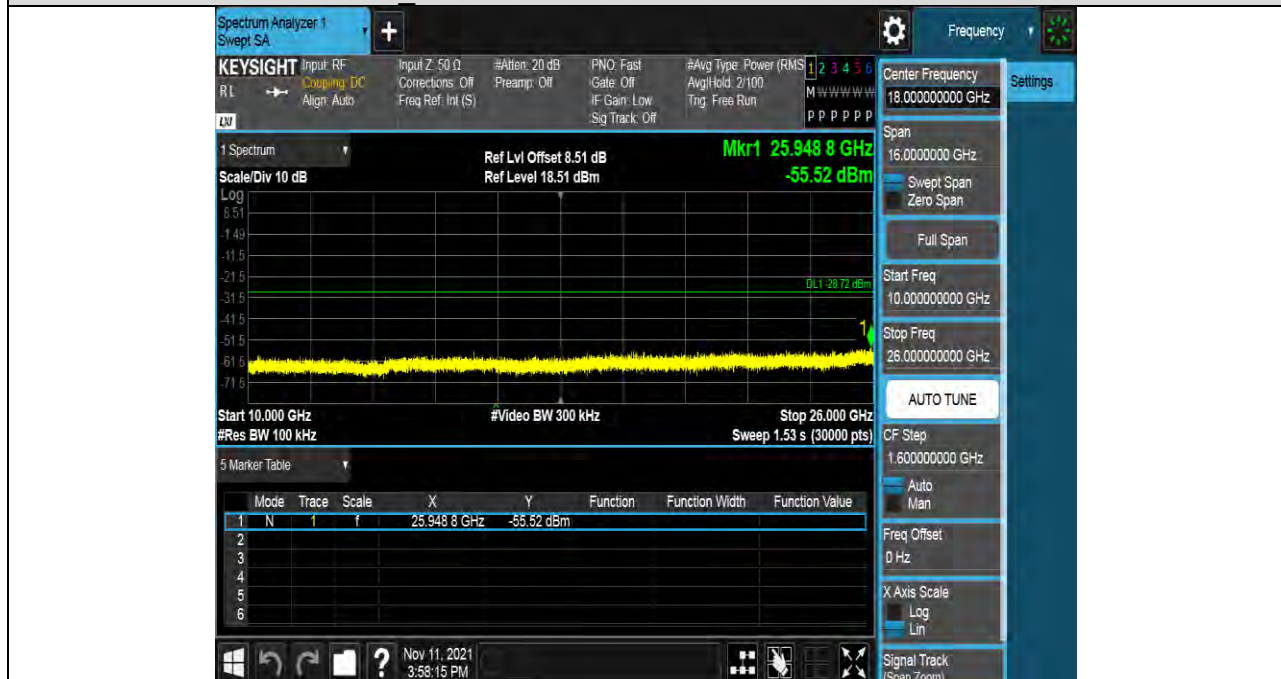 Spectrum Analyzer 1
Swept SA
+
Frequency
KEYSIGHT
RL
LXI
Input: RF
Coupling: DC
Align: Auto
Input Z: 50 Ω
Corrections: Off
Freq Ref: Int (S)
#Atten: 20 dB
Preamp: Off
PNO: Fast
Gate: Off
IF Gain: Low
Sig Track: Off
#Avg Type: Power (RMS
Avg|Hold: 2/100
Trig: Free Run
1 2 3 4 5 6
M W W W W W
P P P P P P
1 Spectrum
Scale/Div 10 dB
Ref Lvl Offset 8.51 dB
Ref Level 18.51 dBm
Mkr1 25.948 8 GHz
-55.52 dBm
Log
8.51
-1.49
-11.5
-21.5
-31.5
-41.5
-51.5
-61.5
-71.5
DL1 -28.72 dBm
1
Start 10.000 GHz
#Res BW 100 kHz
#Video BW 300 kHz
Stop 26.000 GHz
Sweep 1.53 s (30000 pts)
5 Marker Table
Mode Trace Scale X Y Function Function Width Function Value
1 N 1 f 25.948 8 GHz -55.52 dBm
2
3
4
5
6
?
Nov 11, 2021
3:58:15 PM
Center Frequency
18.000000000 GHz
Settings
Span
16.0000000 GHz
Swept Span
Zero Span
Full Span
Start Freq
10.000000000 GHz
Stop Freq
26.000000000 GHz
AUTO TUNE
CF Step
1.600000000 GHz
Auto
Man
Freq Offset
0 Hz
X Axis Scale
Log
Lin
Signal Track
(Span Zoom)